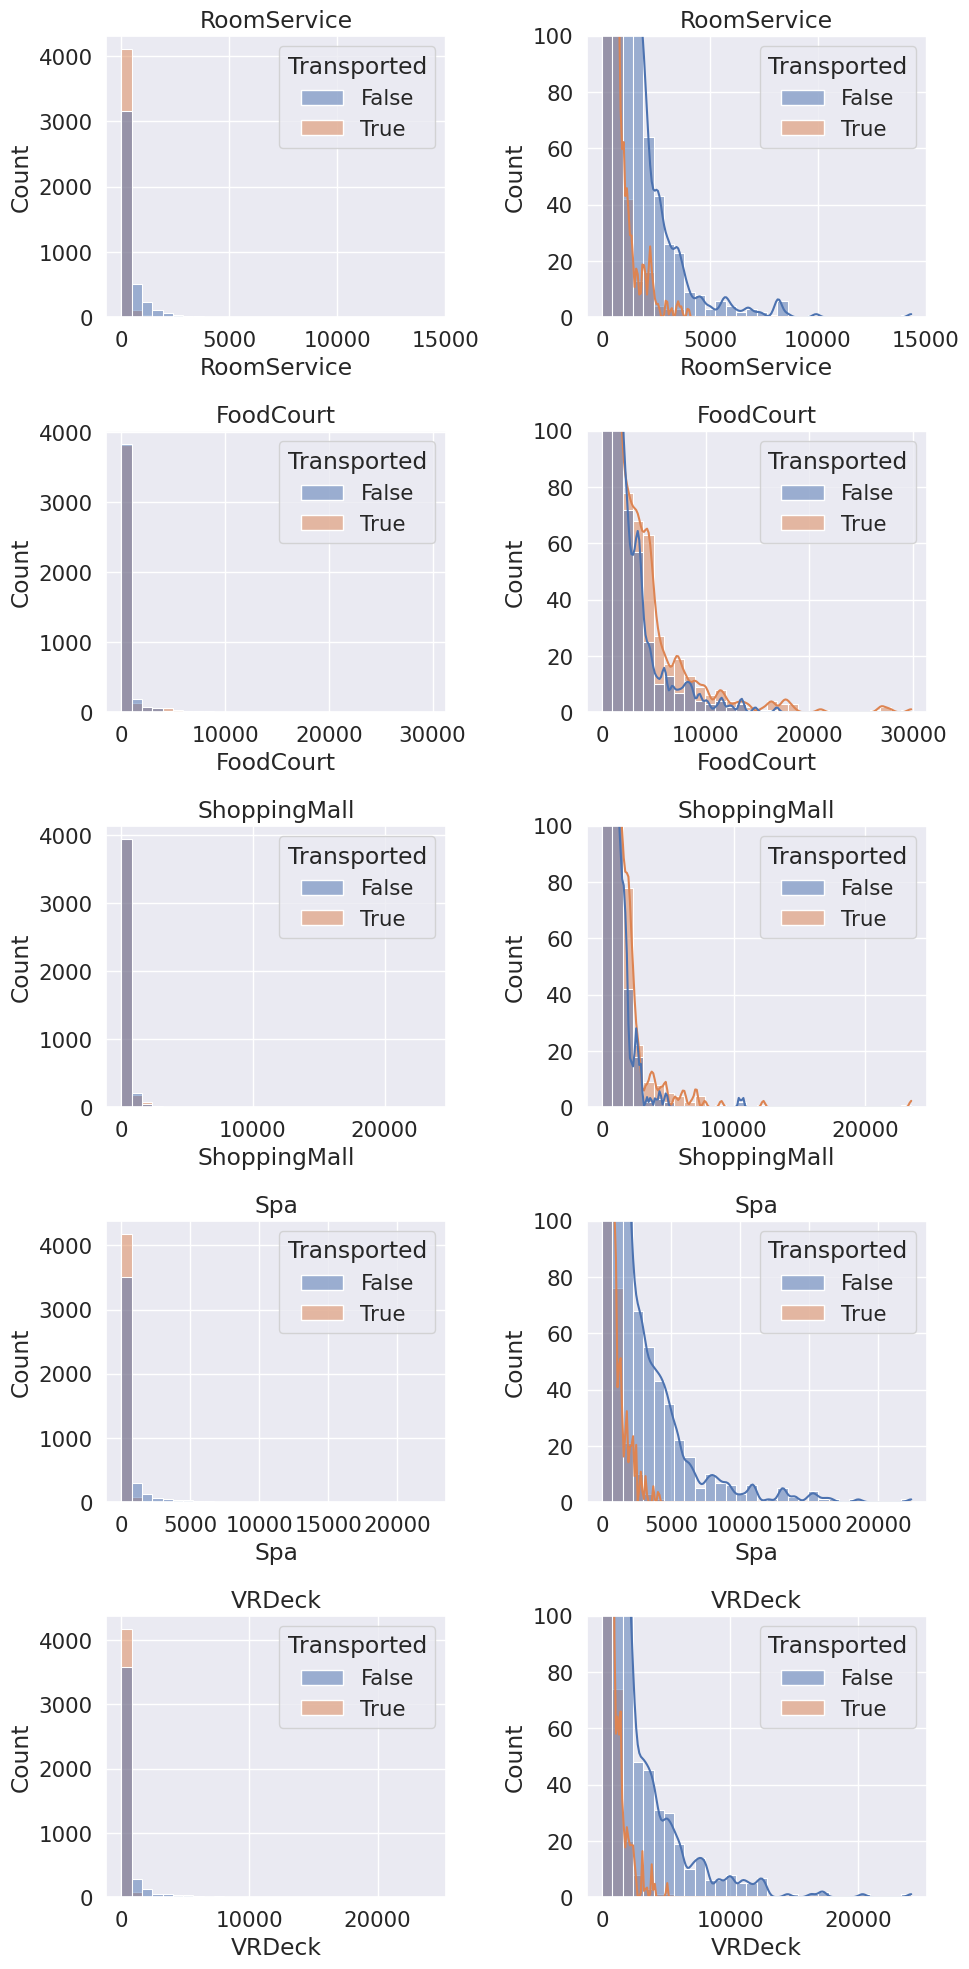 RoomService
4000
3000
2000
1000
0
Count
0 5000 10000 15000
RoomService
Transported
False
True
RoomService
100
80
60
40
20
0
Count
0 5000 10000 15000
RoomService
Transported
False
True
FoodCourt
4000
3000
2000
1000
0
Count
0 10000 20000 30000
FoodCourt
Transported
False
True
FoodCourt
100
80
60
40
20
0
Count
0 10000 20000 30000
FoodCourt
Transported
False
True
ShoppingMall
4000
3000
2000
1000
0
Count
0 10000 20000
ShoppingMall
Transported
False
True
ShoppingMall
100
80
60
40
20
0
Count
0 10000 20000
ShoppingMall
Transported
False
True
Spa
4000
3000
2000
1000
0
Count
0 5000 10000 15000 20000
Spa
Transported
False
True
Spa
100
80
60
40
20
0
Count
0 5000 10000 15000 20000
Spa
Transported
False
True
VRDeck
4000
3000
2000
1000
0
Count
0 10000 20000
VRDeck
Transported
False
True
VRDeck
100
80
60
40
20
0
Count
0 10000 20000
VRDeck
Transported
False
True